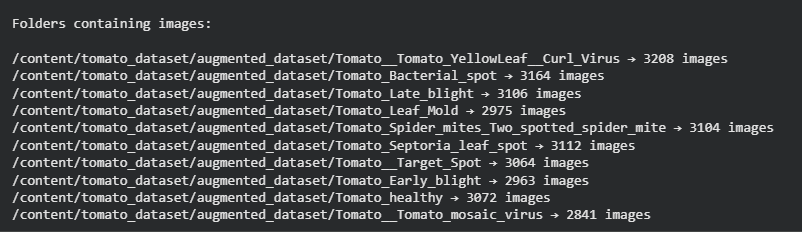 Folders containing images:
/content/tomato_dataset/augmented_dataset/Tomato__Tomato_YellowLeaf__Curl_Virus → 3208 images
/content/tomato_dataset/augmented_dataset/Tomato_Bacterial_spot → 3164 images
/content/tomato_dataset/augmented_dataset/Tomato_Late_blight → 3106 images
/content/tomato_dataset/augmented_dataset/Tomato_Leaf_Mold → 2975 images
/content/tomato_dataset/augmented_dataset/Tomato_Spider_mites_Two_spotted_spider_mite → 3104 images
/content/tomato_dataset/augmented_dataset/Tomato_Septoria_leaf_spot → 3112 images
/content/tomato_dataset/augmented_dataset/Tomato__Target_Spot → 3064 images
/content/tomato_dataset/augmented_dataset/Tomato_Early_blight → 2963 images
/content/tomato_dataset/augmented_dataset/Tomato_healthy → 3072 images
/content/tomato_dataset/augmented_dataset/Tomato__Tomato_mosaic_virus → 2841 images